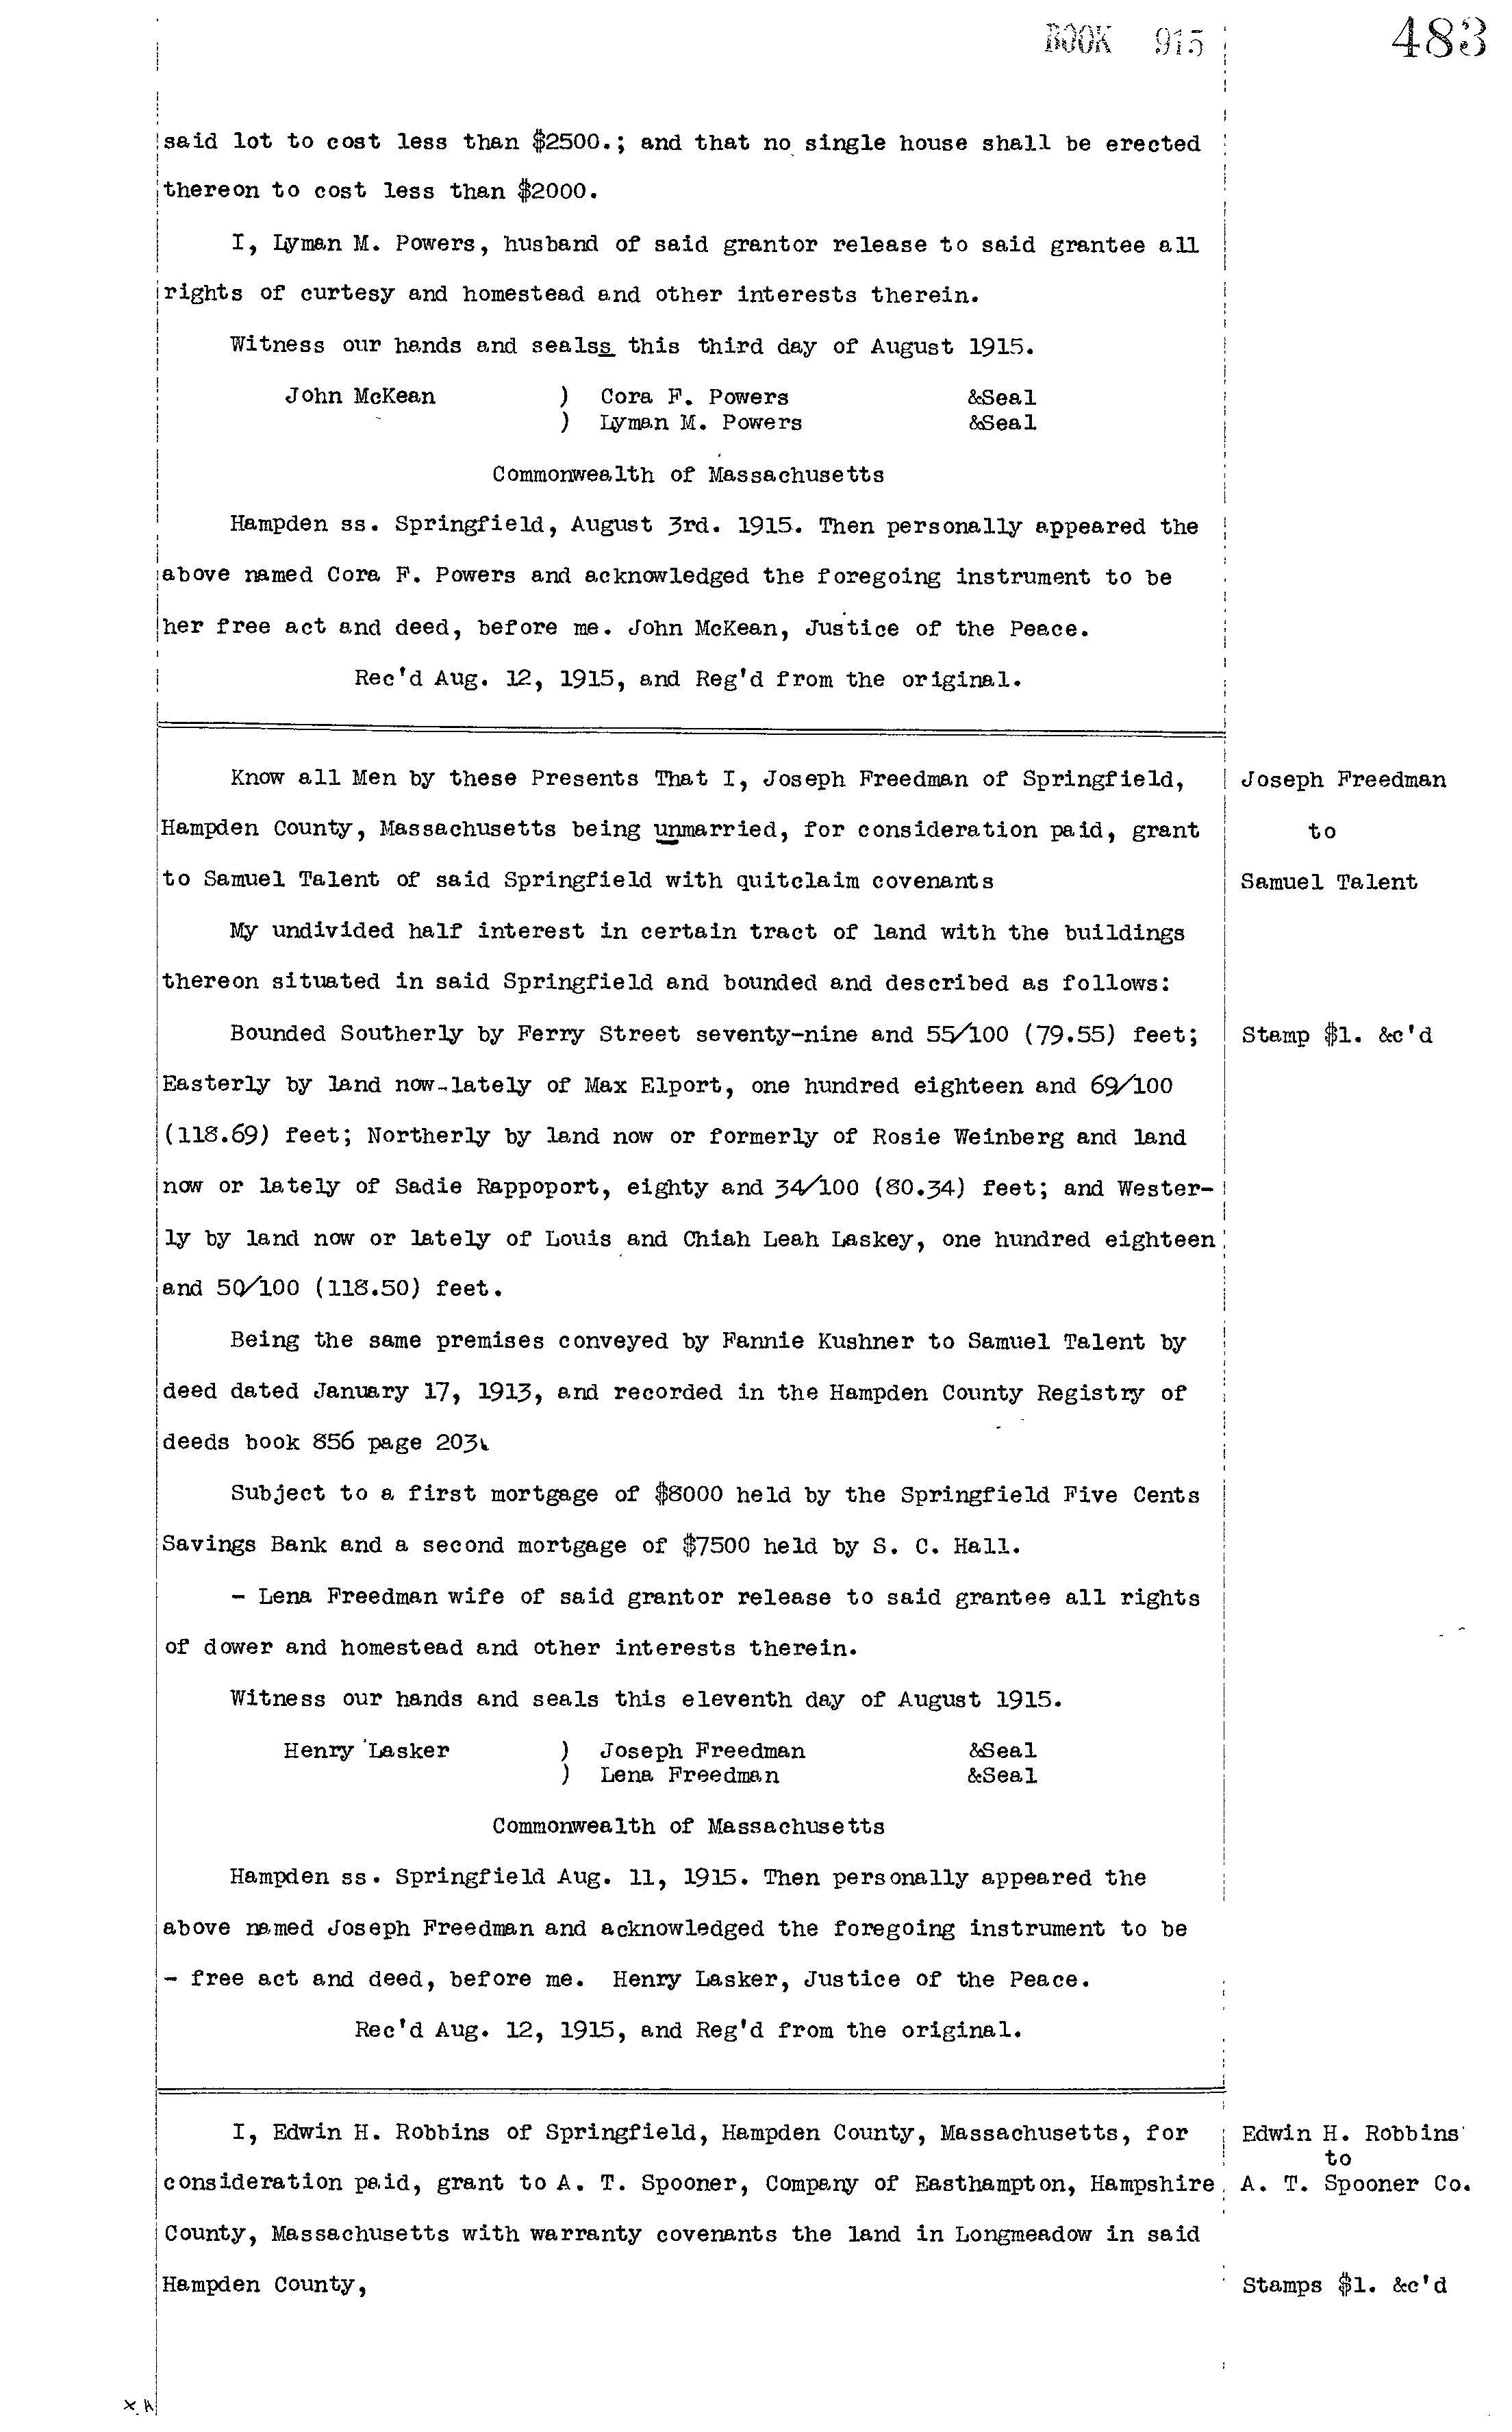 BOOK 915 483
said lot to cost less than $2500.; and that no single house shall be erected
thereon to cost less than $2000.
I, Lyman M. Powers, husband of said grantor release to said grantee all
rights of curtesy and homestead and other interests therein.
Witness our hands and sealss this third day of August 1915.
John McKean ) Cora F. Powers &Seal
) Lyman M. Powers &Seal
Commonwealth of Massachusetts
Hampden ss. Springfield, August 3rd. 1915. Then personally appeared the
above named Cora F. Powers and acknowledged the foregoing instrument to be
her free act and deed, before me. John McKean, Justice of the Peace.
Rec'd Aug. 12, 1915, and Reg'd from the original.
Know all Men by these Presents That I, Joseph Freedman of Springfield, Joseph Freedman
Hampden County, Massachusetts being unmarried, for consideration paid, grant to
to Samuel Talent of said Springfield with quitclaim covenants Samuel Talent
My undivided half interest in certain tract of land with the buildings
thereon situated in said Springfield and bounded and described as follows:
Bounded Southerly by Ferry Street seventy-nine and 55/100 (79.55) feet; Stamp $1. &c'd
Easterly by land now-lately of Max Elport, one hundred eighteen and 69/100
(118.69) feet; Northerly by land now or formerly of Rosie Weinberg and land
now or lately of Sadie Rappoport, eighty and 34/100 (80.34) feet; and Wester-
ly by land now or lately of Louis and Chiah Leah Laskey, one hundred eighteen
and 50/100 (118.50) feet.
Being the same premises conveyed by Fannie Kushner to Samuel Talent by
deed dated January 17, 1913, and recorded in the Hampden County Registry of
deeds book 856 page 203.
Subject to a first mortgage of $8000 held by the Springfield Five Cents
Savings Bank and a second mortgage of $7500 held by S. C. Hall.
- Lena Freedman wife of said grantor release to said grantee all rights
of dower and homestead and other interests therein.
Witness our hands and seals this eleventh day of August 1915.
Henry Lasker ) Joseph Freedman &Seal
) Lena Freedman &Seal
Commonwealth of Massachusetts
Hampden ss. Springfield Aug. 11, 1915. Then personally appeared the
above named Joseph Freedman and acknowledged the foregoing instrument to be
- free act and deed, before me. Henry Lasker, Justice of the Peace.
Rec'd Aug. 12, 1915, and Reg'd from the original.
I, Edwin H. Robbins of Springfield, Hampden County, Massachusetts, for Edwin H. Robbins
to
consideration paid, grant to A. T. Spooner, Company of Easthampton, Hampshire A. T. Spooner Co.
County, Massachusetts with warranty covenants the land in Longmeadow in said
Hampden County, Stamps $1. &c'd